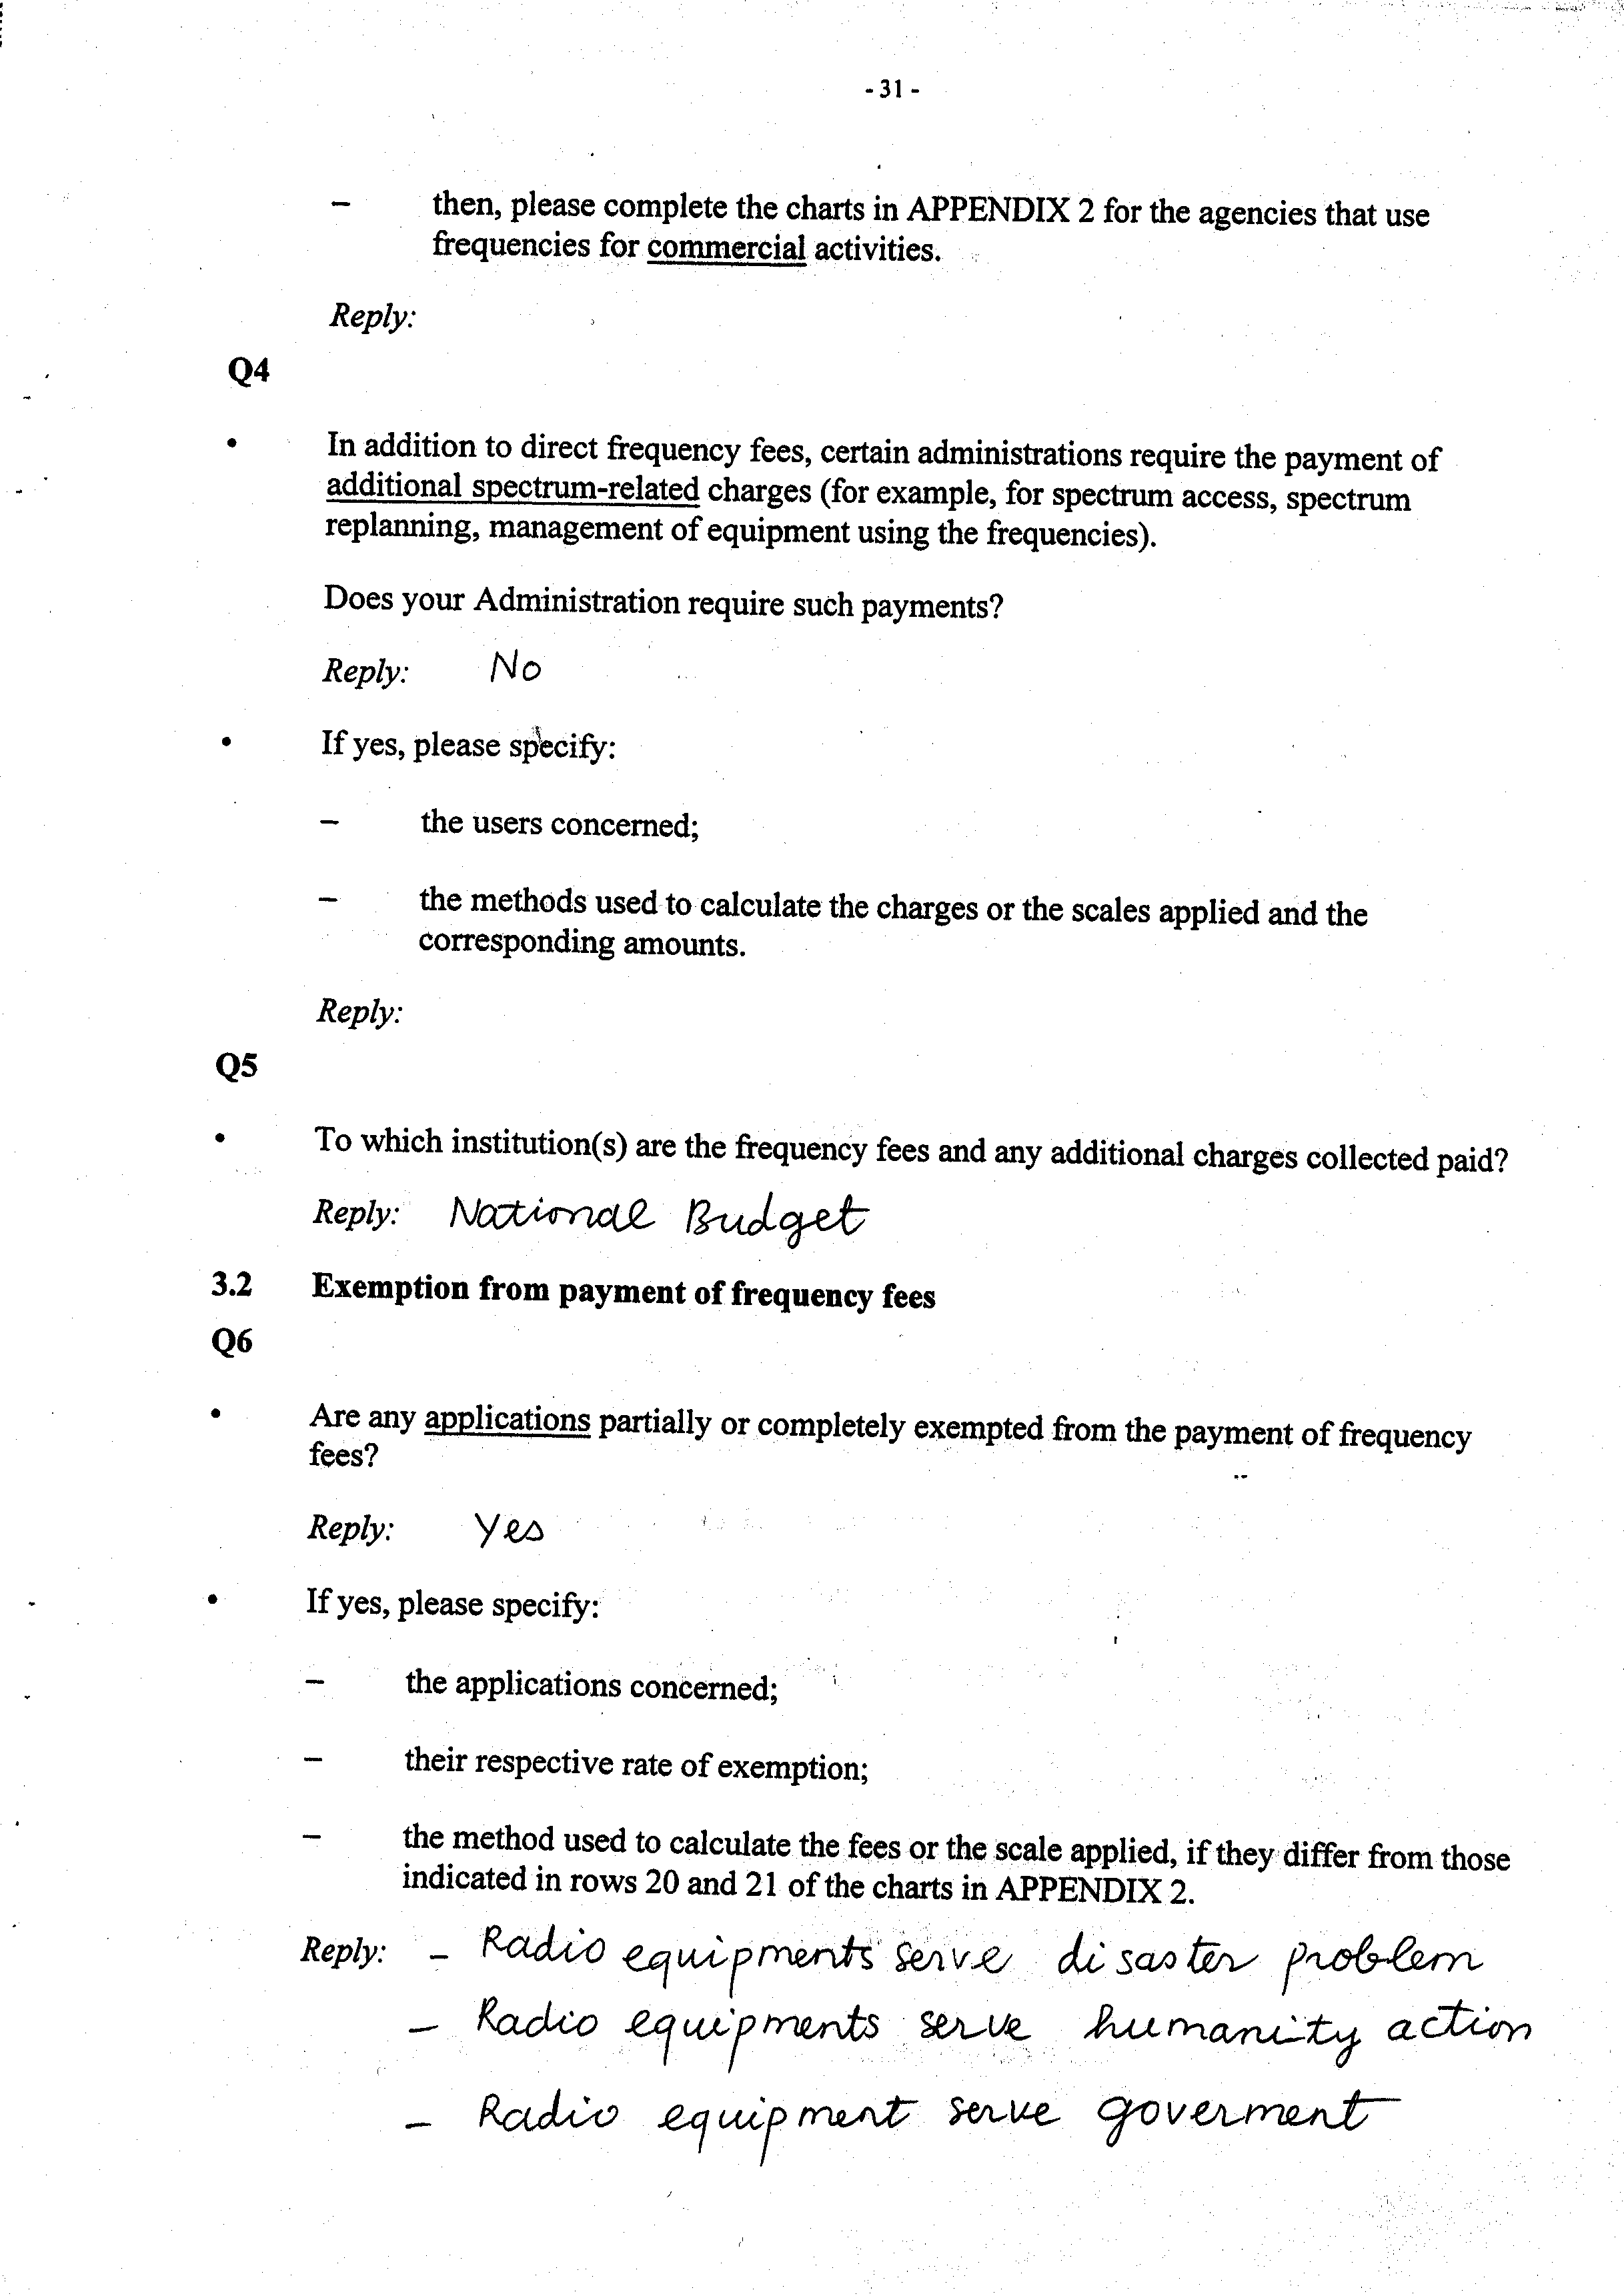 - 31 -
– then, please complete the charts in APPENDIX 2 for the agencies that use
frequencies for commercial activities.
Reply:
Q4
• In addition to direct frequency fees, certain administrations require the payment of
additional spectrum-related charges (for example, for spectrum access, spectrum
replanning, management of equipment using the frequencies).
Does your Administration require such payments?
Reply: No
• If yes, please specify:
– the users concerned;
– the methods used to calculate the charges or the scales applied and the
corresponding amounts.
Reply:
Q5
• To which institution(s) are the frequency fees and any additional charges collected paid?
Reply: National Budget
3.2 Exemption from payment of frequency fees
Q6
• Are any applications partially or completely exempted from the payment of frequency
fees?
Reply: Yes
• If yes, please specify:
– the applications concerned;
– their respective rate of exemption;
– the method used to calculate the fees or the scale applied, if they differ from those
indicated in rows 20 and 21 of the charts in APPENDIX 2.
Reply: – Radio equipments serve disaster problem
– Radio equipments serve humanity action
– Radio equipment serve goverment